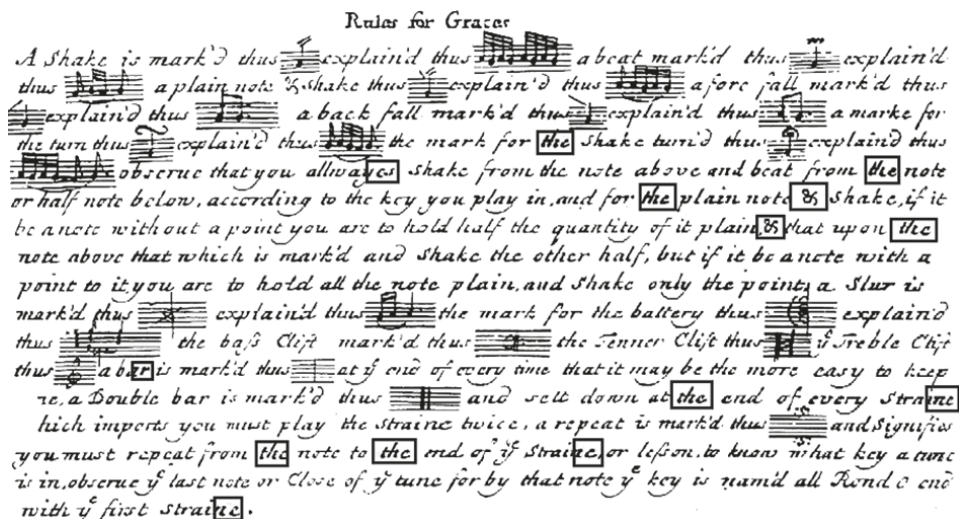 Rules for Graces
A Shake is mark'd thus explain'd thus a beat mark'd thus explain'd
thus a plain note & shake thus explain'd thus a fore fall mark'd thus
explain'd thus a back fall mark'd thus explain'd thus a marke for
the turn thus explain'd thus the mark for the Shake turn'd thus explain'd thus
observe that you allwayes shake from the note above and beat from the note
or half note below, according to the key you play in, and for the plain note & shake, if it
be a note without a point you are to hold half the quantity of it plain, & that upon the
note above that which is mark'd and shake the other half, but if it be a note with a
point to it you are to hold all the note plain, and shake only the point, a Slur is
mark'd thus explain'd thus the mark for the battery thus explain'd
thus the baſs Clift mark'd thus the Tenner Clift thus yͤ Treble Clift
thus a bar is mark'd thus at yͤ end of every time that it may be the more easy to keep
re, a Double bar is mark'd thus and sett down at the end of every Straine
hich imports you must play the straine twice, a repeat is mark'd thus and Signifies
you must repeat from the note to the end of yͤ Straine, or leſson, to know what key a tune
is in, observe yͤ last note or Close of yͤ tune for by that note yͤ key is nam'd all Rondo end
with yͤ first straine.